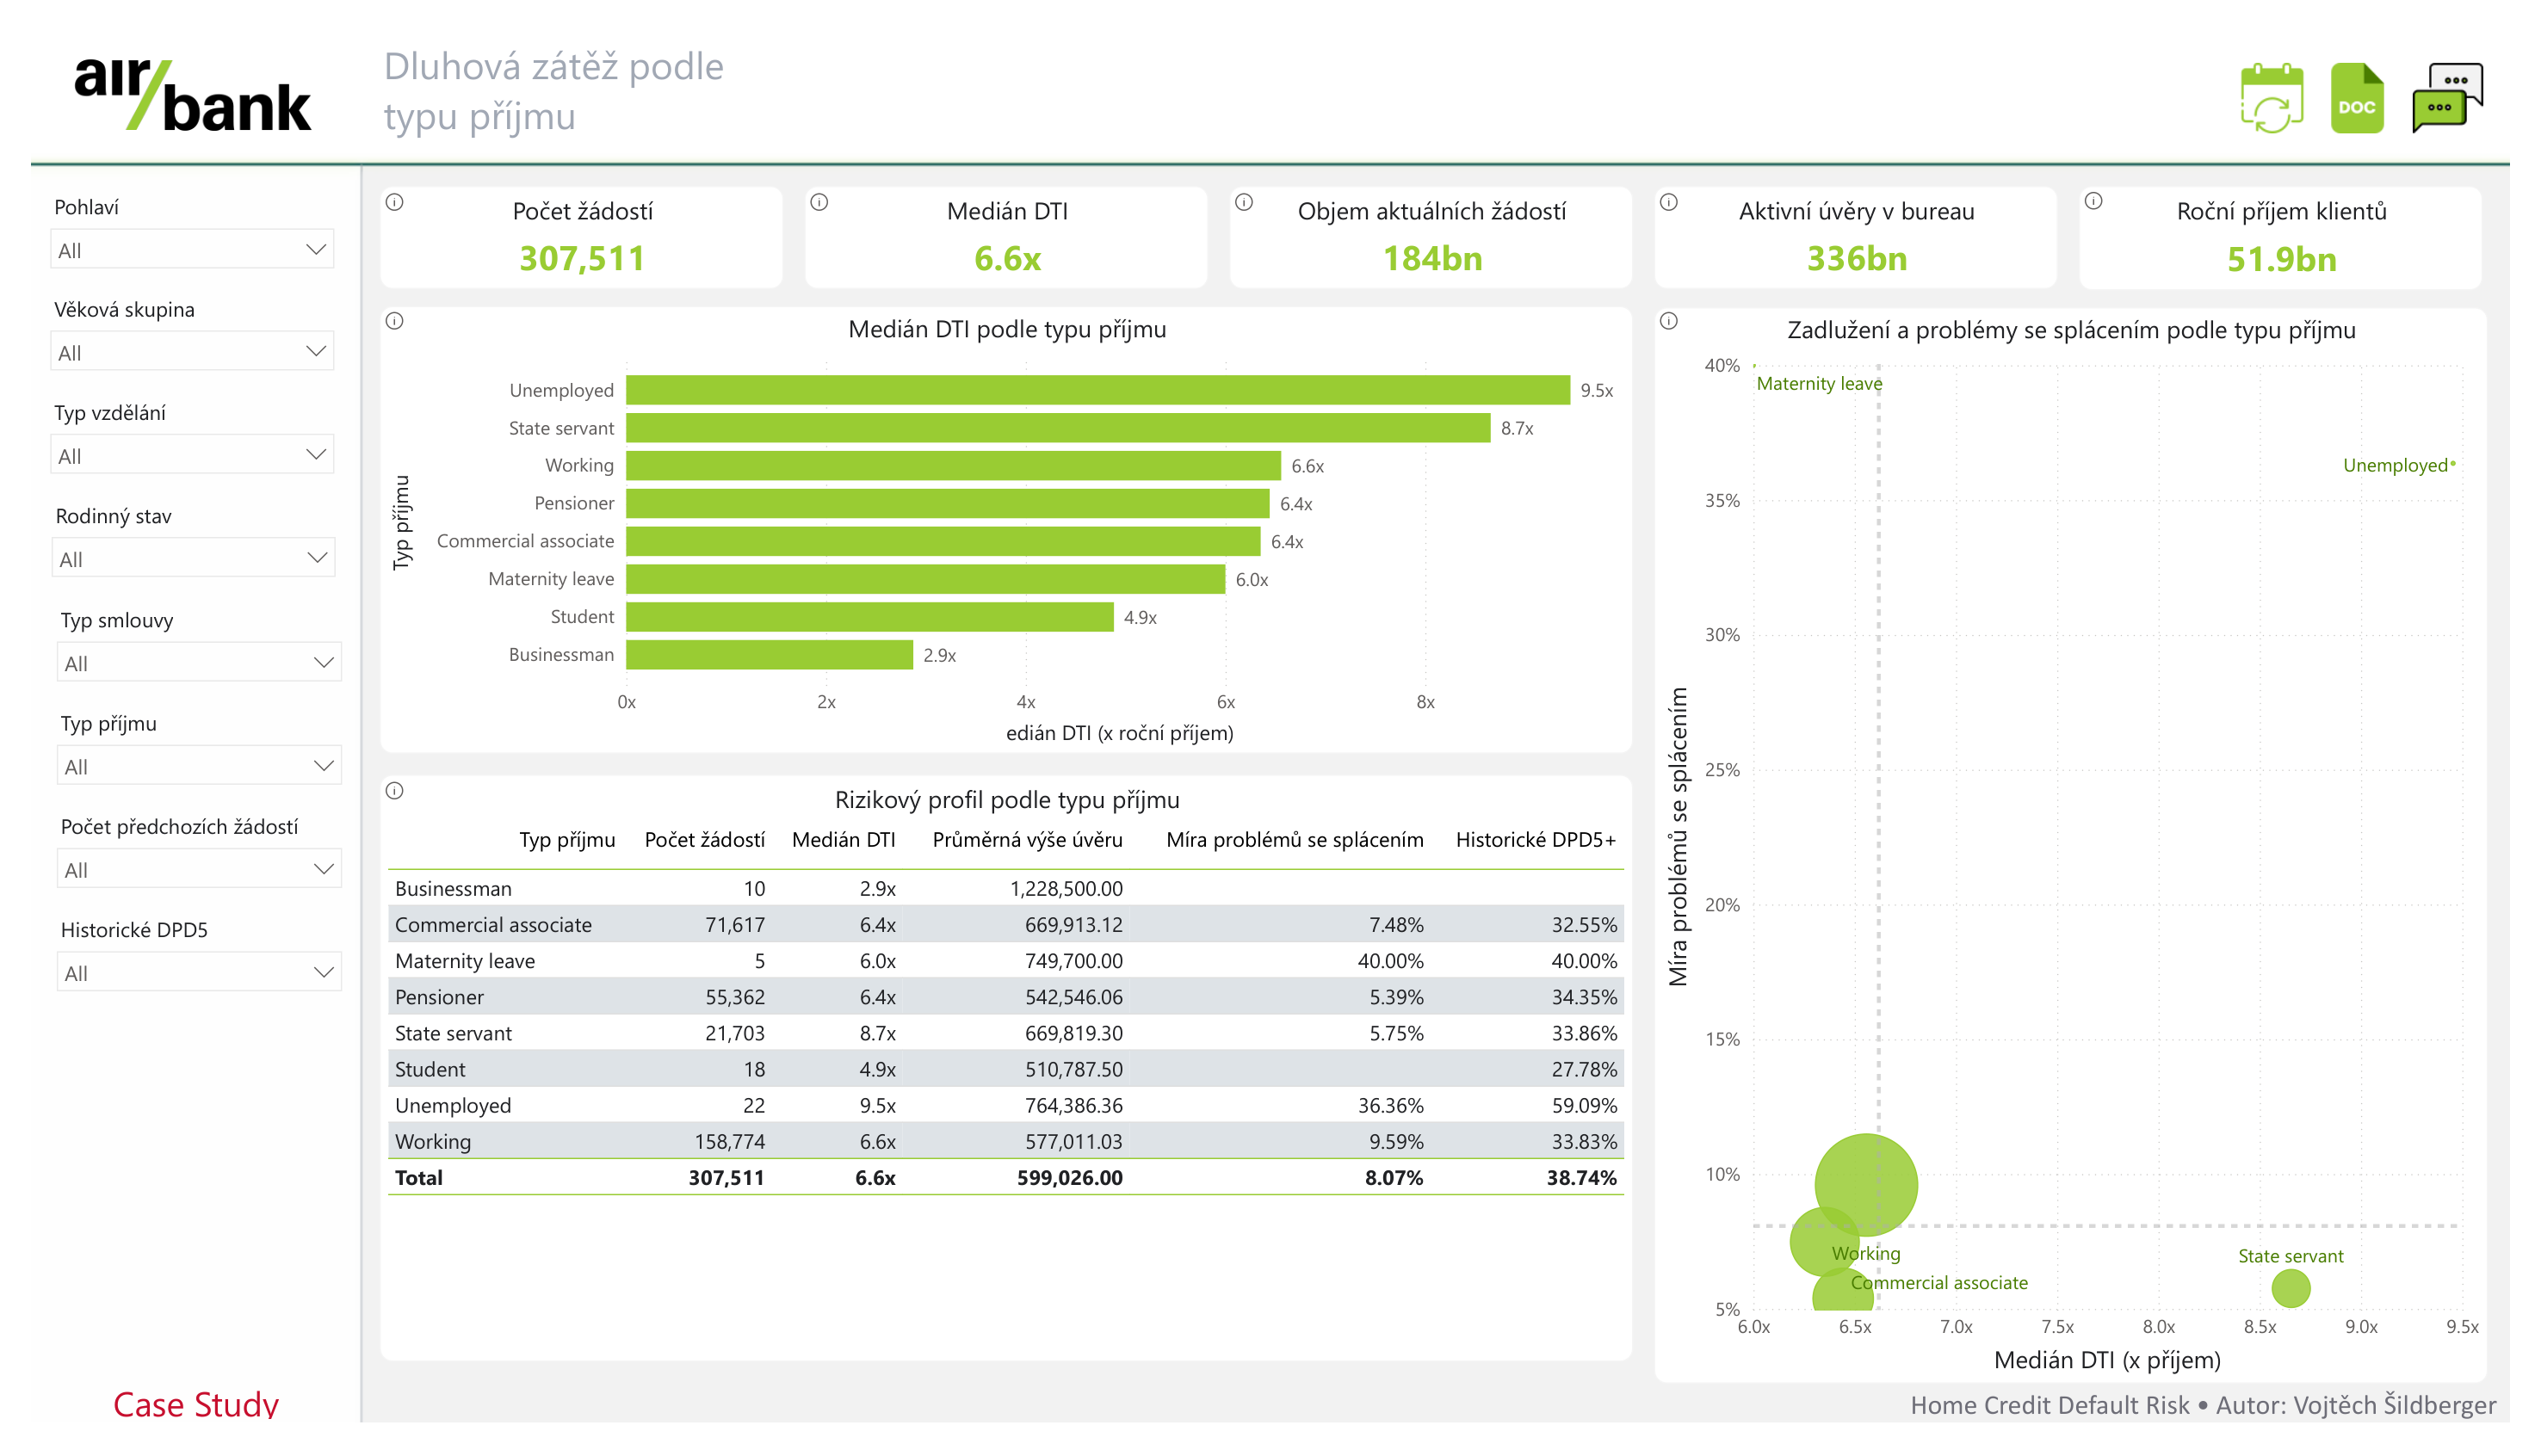 air bank
Dluhová zátěž podle
typu příjmu
DOC
Pohlaví
All
Věková skupina
All
Typ vzdělání
All
Rodinný stav
All
Typ smlouvy
All
Typ příjmu
All
Počet předchozích žádostí
All
Historické DPD5
All
Case Study
Počet žádostí
307,511
Medián DTI
6.6x
Objem aktuálních žádostí
184bn
Aktivní úvěry v bureau
336bn
Roční příjem klientů
51.9bn
Medián DTI podle typu příjmu
Typ příjmu
Unemployed 9.5x
State servant 8.7x
Working 6.6x
Pensioner 6.4x
Commercial associate 6.4x
Maternity leave 6.0x
Student 4.9x
Businessman 2.9x
0x 2x 4x 6x 8x
edián DTI (x roční příjem)
Rizikový profil podle typu příjmu
Typ příjmu Počet žádostí Medián DTI Průměrná výše úvěru Míra problémů se splácením Historické DPD5+
Businessman 10 2.9x 1,228,500.00
Commercial associate 71,617 6.4x 669,913.12 7.48% 32.55%
Maternity leave 5 6.0x 749,700.00 40.00% 40.00%
Pensioner 55,362 6.4x 542,546.06 5.39% 34.35%
State servant 21,703 8.7x 669,819.30 5.75% 33.86%
Student 18 4.9x 510,787.50 27.78%
Unemployed 22 9.5x 764,386.36 36.36% 59.09%
Working 158,774 6.6x 577,011.03 9.59% 33.83%
Total 307,511 6.6x 599,026.00 8.07% 38.74%
Zadlužení a problémy se splácením podle typu příjmu
Míra problémů se splácením
40%
Maternity leave
Unemployed
35%
30%
25%
20%
15%
10%
Working
State servant
Commercial associate
5%
6.0x 6.5x 7.0x 7.5x 8.0x 8.5x 9.0x 9.5x
Medián DTI (x příjem)
Home Credit Default Risk • Autor: Vojtěch Šildberger